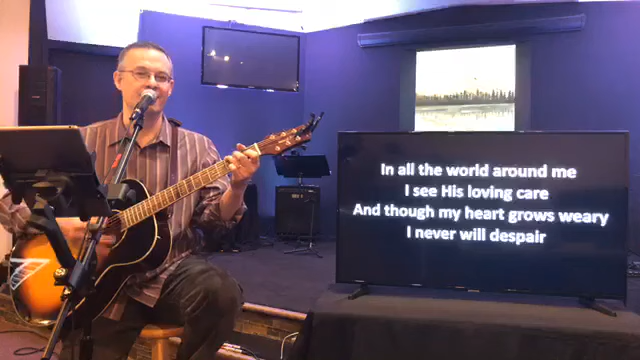 In all the world around me
I see His loving care
And though my heart grows weary
I never will despair